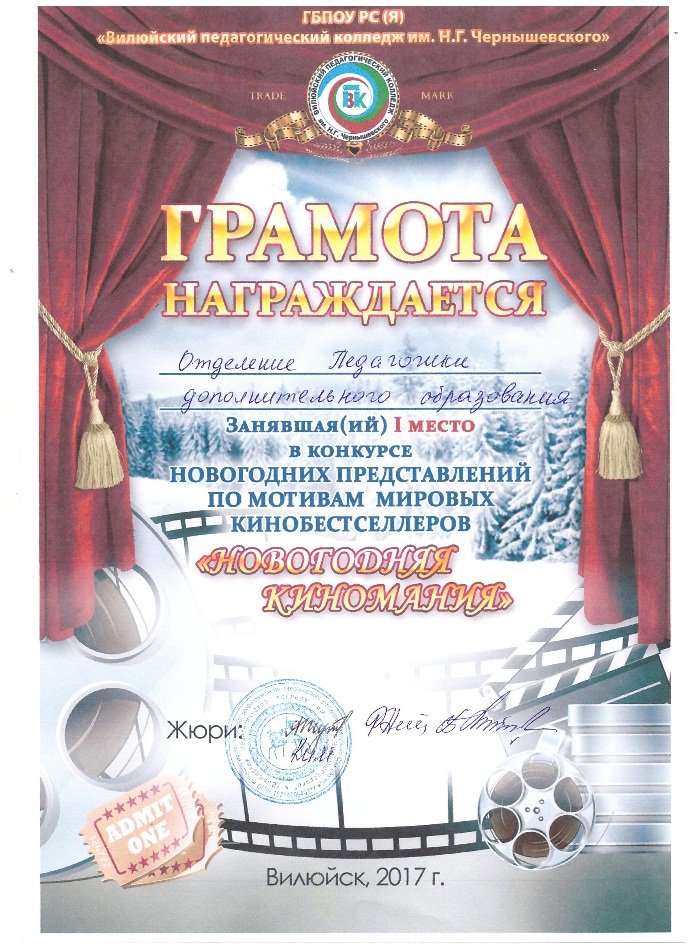 ГБПОУ РС (Я)
«Вилюйский педагогический колледж им. Н.Г. Чернышевского»
ВИЛЮЙСКИЙ ПЕДАГОГИЧЕСКИЙ КОЛЛЕДЖ
им. Н.Г. Чернышевского
ВК
TRADE MARK
ГРАМОТА
НАГРАЖДАЕТСЯ
Отделение Педагогики
дополнительного образования
Занявшая(ий) I место
в конкурсе
НОВОГОДНИХ ПРЕДСТАВЛЕНИЙ
ПО МОТИВАМ МИРОВЫХ
КИНОБЕСТСЕЛЛЕРОВ
«НОВОГОДНЯЯ
КИНОМАНИЯ»
Жюри:
ADMIT
ONE
Вилюйск, 2017 г.